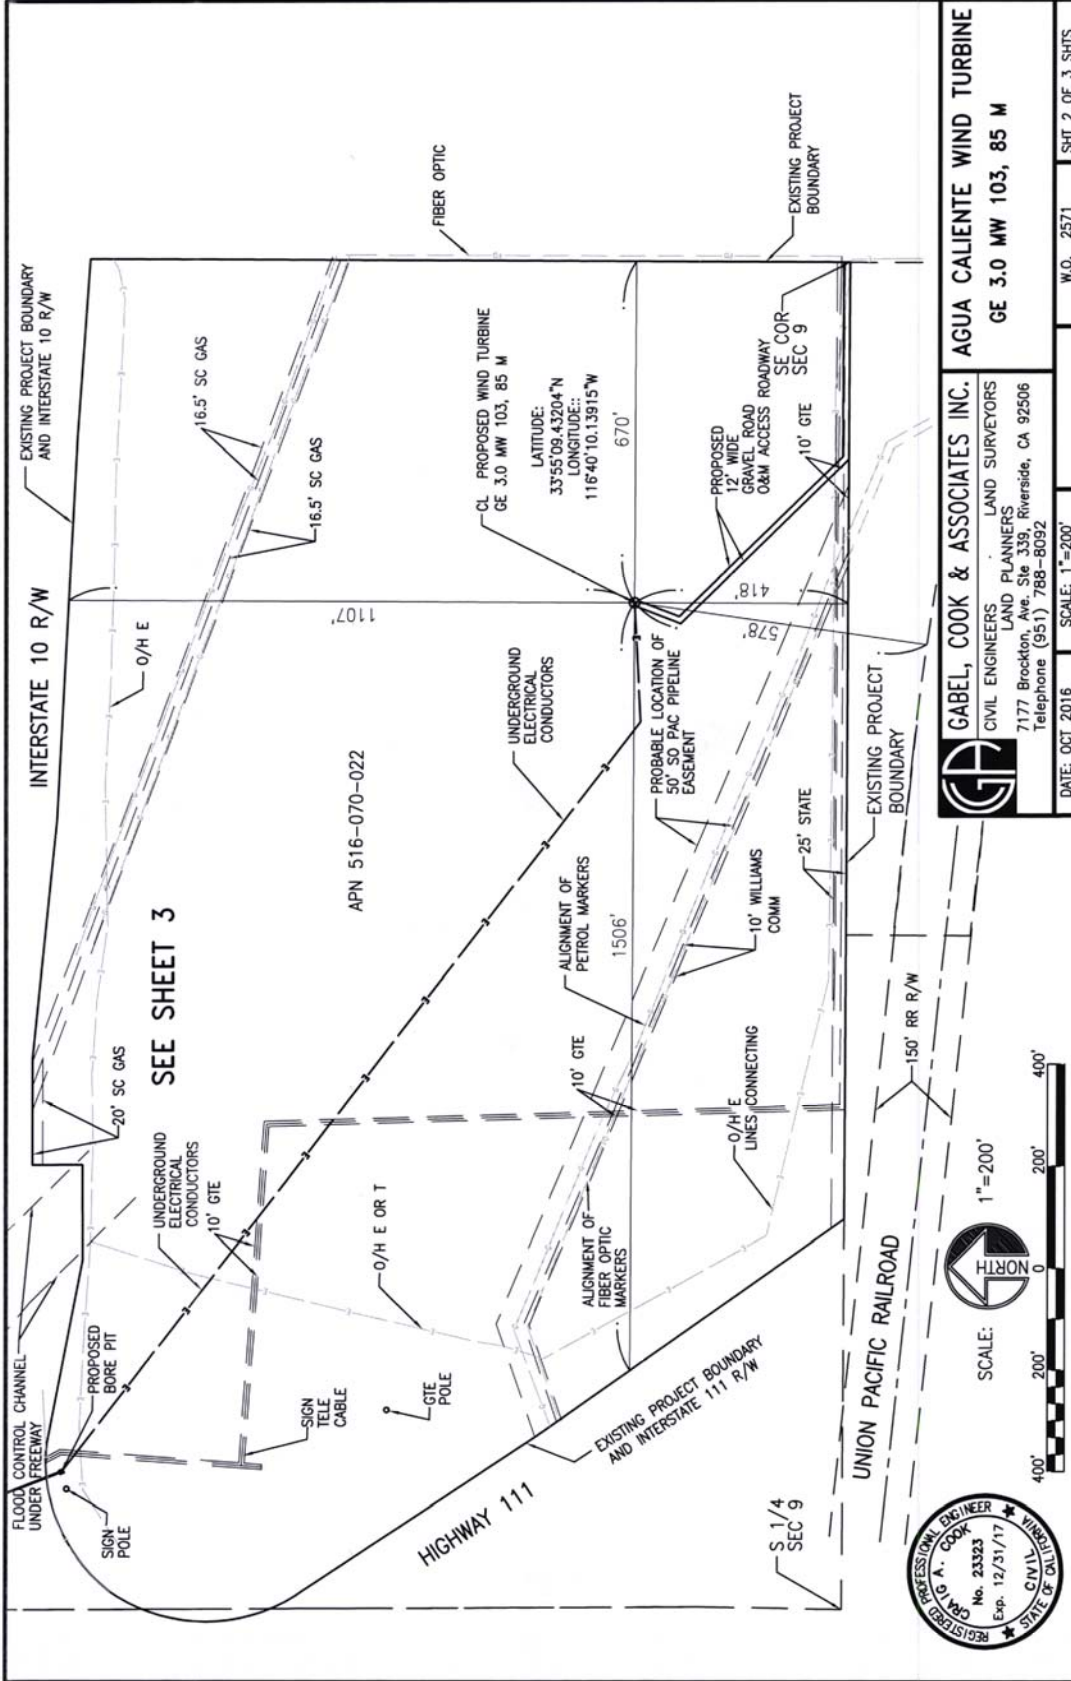 EXISTING PROJECT BOUNDARY
AND INTERSTATE 10 R/W
INTERSTATE 10 R/W
FLOOD CONTROL CHANNEL
UNDER FREEWAY
20' SC GAS
O/H E
16.5' SC GAS
16.5' SC GAS
FIBER OPTIC
SEE SHEET 3
SIGN
POLE
PROPOSED
BORE PIT
UNDERGROUND
ELECTRICAL
CONDUCTORS
10' GTE
SIGN
TELE
CABLE
GTE
POLE
O/H E OR T
APN 516-070-022
1107'
UNDERGROUND
ELECTRICAL
CONDUCTORS
CL PROPOSED WIND TURBINE
GE 3.0 MW 103, 85 M
LATITUDE:
33°55'09.43204"N
LONGITUDE::
116°40'10.13915"W
670'
EXISTING PROJECT
BOUNDARY
HIGHWAY 111
EXISTING PROJECT BOUNDARY
AND INTERSTATE 111 R/W
ALIGNMENT OF
FIBER OPTIC
MARKERS
10' GTE
ALIGNMENT OF
PETROL MARKERS
1506'
PROBABLE LOCATION OF
50' SO PAC PIPELINE
EASEMENT
10' WILLIAMS
COMM
25' STATE
578'
418'
PROPOSED
12' WIDE
GRAVEL ROAD
O&M ACCESS ROADWAY
10' GTE
SE COR
SEC 9
O/H E
LINES CONNECTING
S 1/4
SEC 9
UNION PACIFIC RAILROAD
150' RR R/W
EXISTING PROJECT
BOUNDARY
REGISTERED PROFESSIONAL ENGINEER
CRAIG A. COOK
No. 23323
Exp. 12/31/17
CIVIL
STATE OF CALIFORNIA
SCALE: 1"=200'
NORTH
400' 200' 0 200' 400'
GABEL, COOK & ASSOCIATES INC.
CIVIL ENGINEERS . LAND SURVEYORS
LAND PLANNERS
7177 Brockton, Ave. Ste 339, Riverside, CA 92506
Telephone (951) 788-8092
AGUA CALIENTE WIND TURBINE
GE 3.0 MW 103, 85 M
DATE: OCT 2016
SCALE: 1"=200'
W.O. 2571
SHT 2 OF 3 SHTS